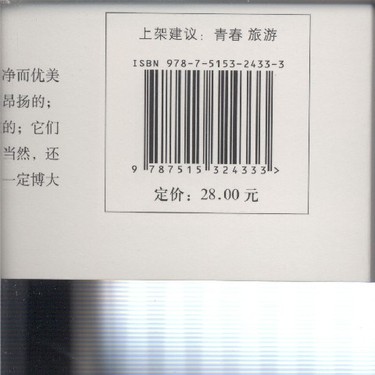 净而优美
昂扬的；
的；它们
当然，还
一定博大
上架建议：青春 旅游
ISBN 978-7-5153-2433-3
9 787515 324333 >
定价：28.00 元